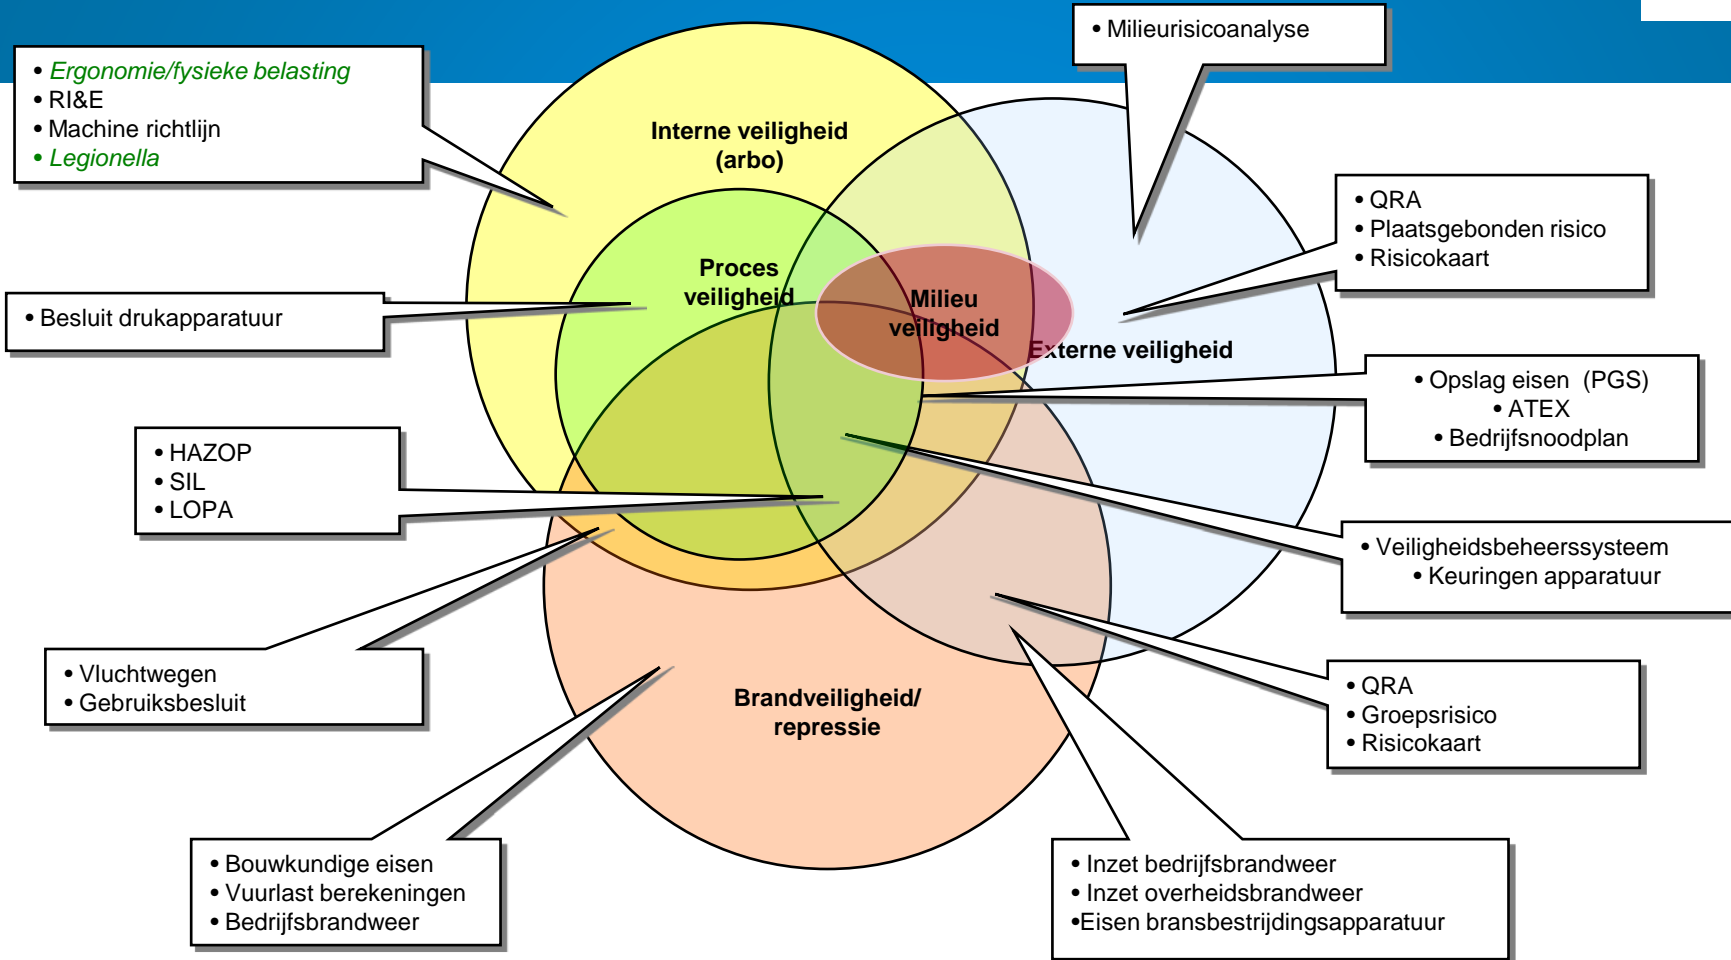 • Milieurisicoanalyse
• Ergonomie/fysieke belasting
• RI&E
• Machine richtlijn
• Legionella
Interne veiligheid
(arbo)
• QRA
• Plaatsgebonden risico
• Risicokaart
Proces
veiligheid
Milieu
veiligheid
• Besluit drukapparatuur
Externe veiligheid
• Opslag eisen (PGS)
• ATEX
• Bedrijfsnoodplan
• HAZOP
• SIL
• LOPA
• Veiligheidsbeheerssysteem
• Keuringen apparatuur
• Vluchtwegen
• Gebruiksbesluit
Brandveiligheid/
repressie
• QRA
• Groepsrisico
• Risicokaart
• Bouwkundige eisen
• Vuurlast berekeningen
• Bedrijfsbrandweer
• Inzet bedrijfsbrandweer
• Inzet overheidsbrandweer
•Eisen bransbestrijdingsapparatuur